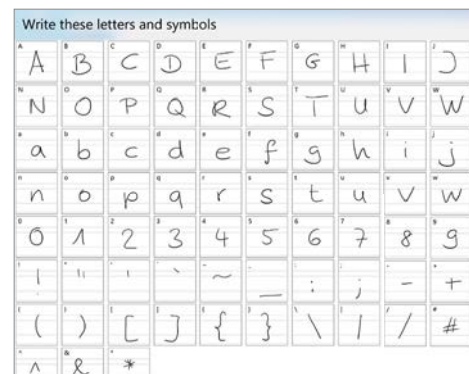 Write these letters and symbols
A B C D E F G H I J
N O P Q R S T U V W
a b c d e f g h i j
n o p q r s t u v w
0 1 2 3 4 5 6 7 8 9
! " ' ` ~ _ : ; - +
( ) [ ] { } \ | / #
^ & *